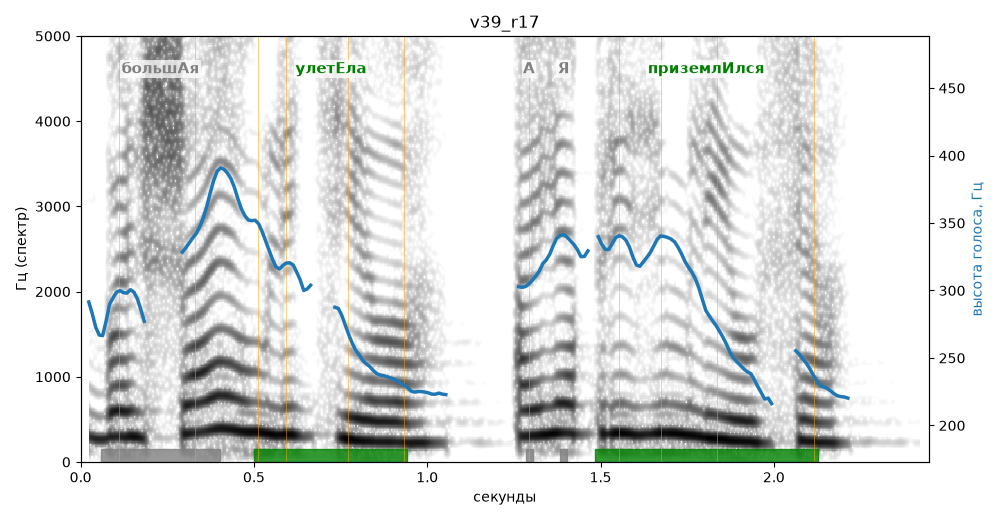 v39_r17
большАя улетЕла А Я приземлИлся
Гц (спектр)
5000
4000
3000
2000
1000
0
высота голоса, Гц
450
400
350
300
250
200
0.0 0.5 1.0 1.5 2.0
секунды